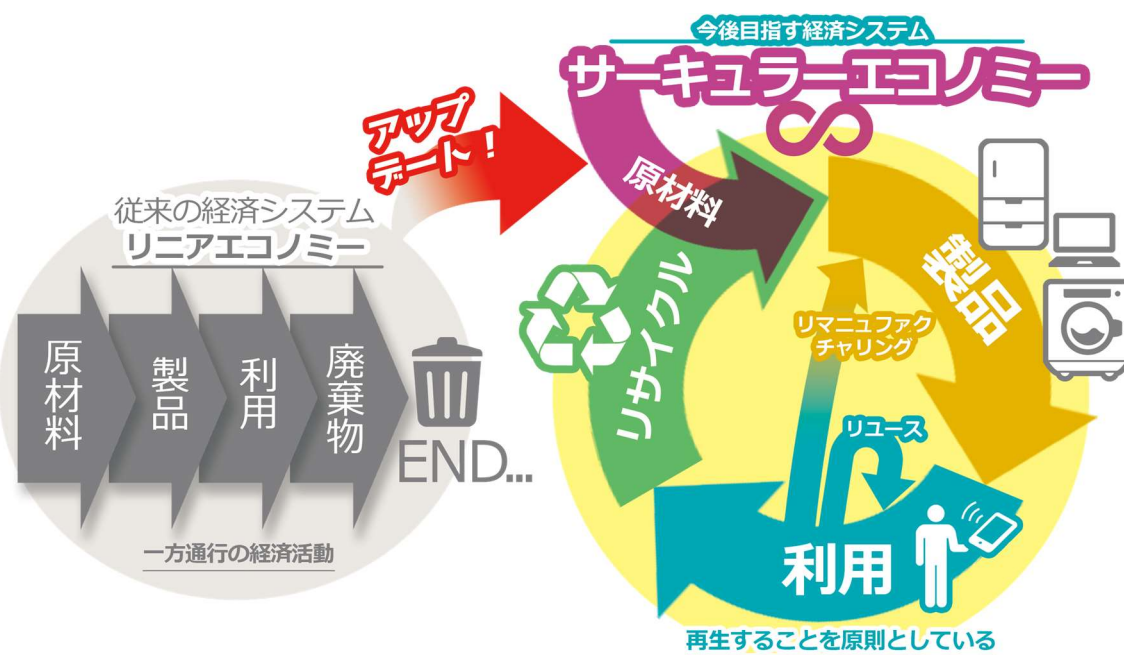 従来の経済システム
リニアエコノミー
原材料
製品
利用
廃棄物
END...
一方通行の経済活動
アップ
デート！
今後目指す経済システム
サーキュラーエコノミー
原材料
製品
リマニュファク
チャリング
リユース
リサイクル
利用
再生することを原則としている